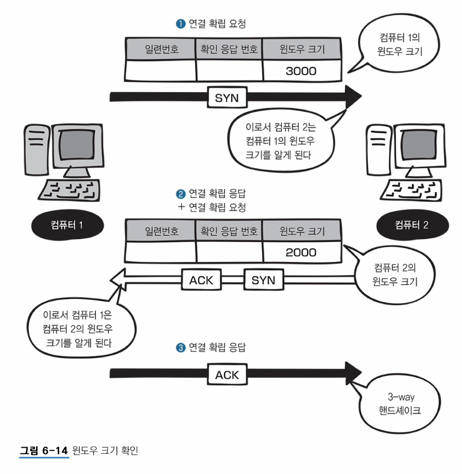 ❶ 연결 확립 요청
컴퓨터 1의
윈도우 크기
일련번호 확인 응답 번호 윈도우 크기
3000
SYN
이로서 컴퓨터 2는
컴퓨터 1의 윈도우
크기를 알게 된다
컴퓨터 1
컴퓨터 2
❷ 연결 확립 응답
+ 연결 확립 요청
일련번호 확인 응답 번호 윈도우 크기
2000
ACK SYN
컴퓨터 2의
윈도우 크기
이로서 컴퓨터 1은
컴퓨터 2의 윈도우
크기를 알게 된다
❸ 연결 확립 응답
ACK
3-way
핸드셰이크
그림 6-14 윈도우 크기 확인